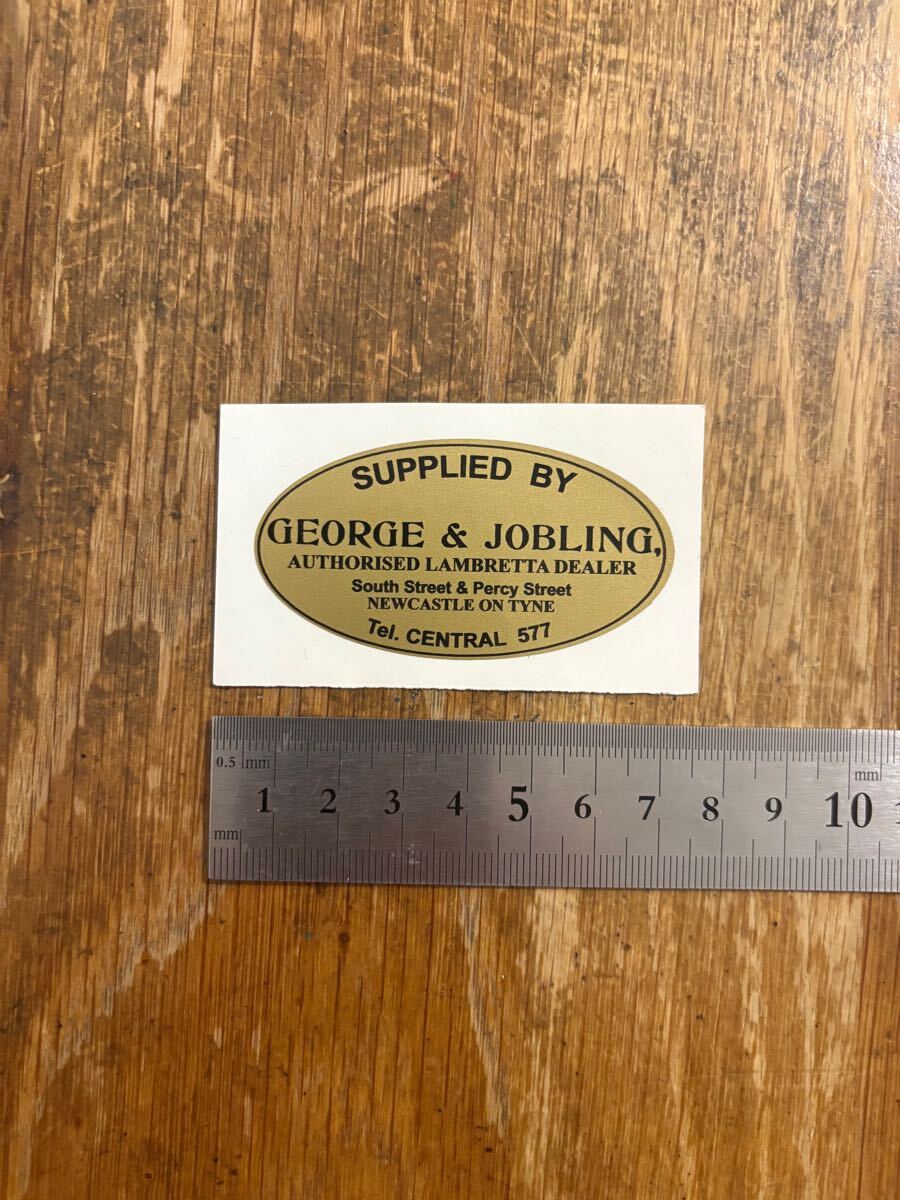 SUPPLIED BY
GEORGE & JOBLING,
AUTHORISED LAMBRETTA DEALER
South Street & Percy Street
NEWCASTLE ON TYNE
Tel. CENTRAL 577
0.5 mm
mm
1 2 3 4 5 6 7 8 9 10
mm